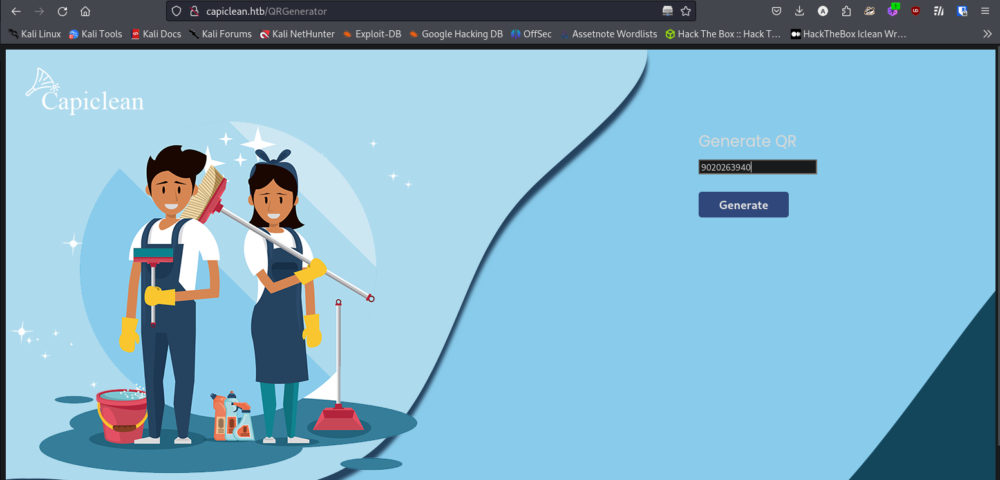 capiclean.htb/QRGenerator
Kali Linux Kali Tools Kali Docs Kali Forums Kali NetHunter Exploit-DB Google Hacking DB OffSec Assetnote Wordlists Hack The Box :: Hack T… HackTheBox Iclean Wr…
Capiclean
Generate QR
9020263940
Generate